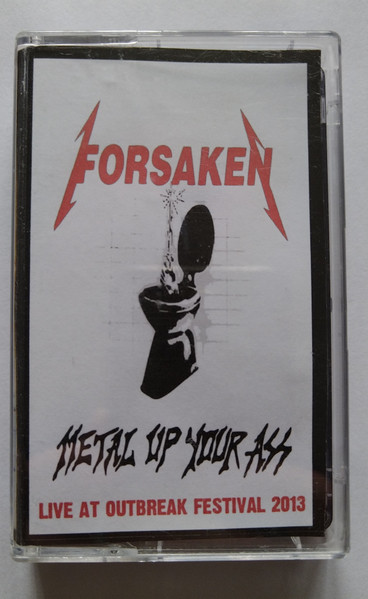 FORSAKEN
METAL UP YOUR ASS
LIVE AT OUTBREAK FESTIVAL 2013